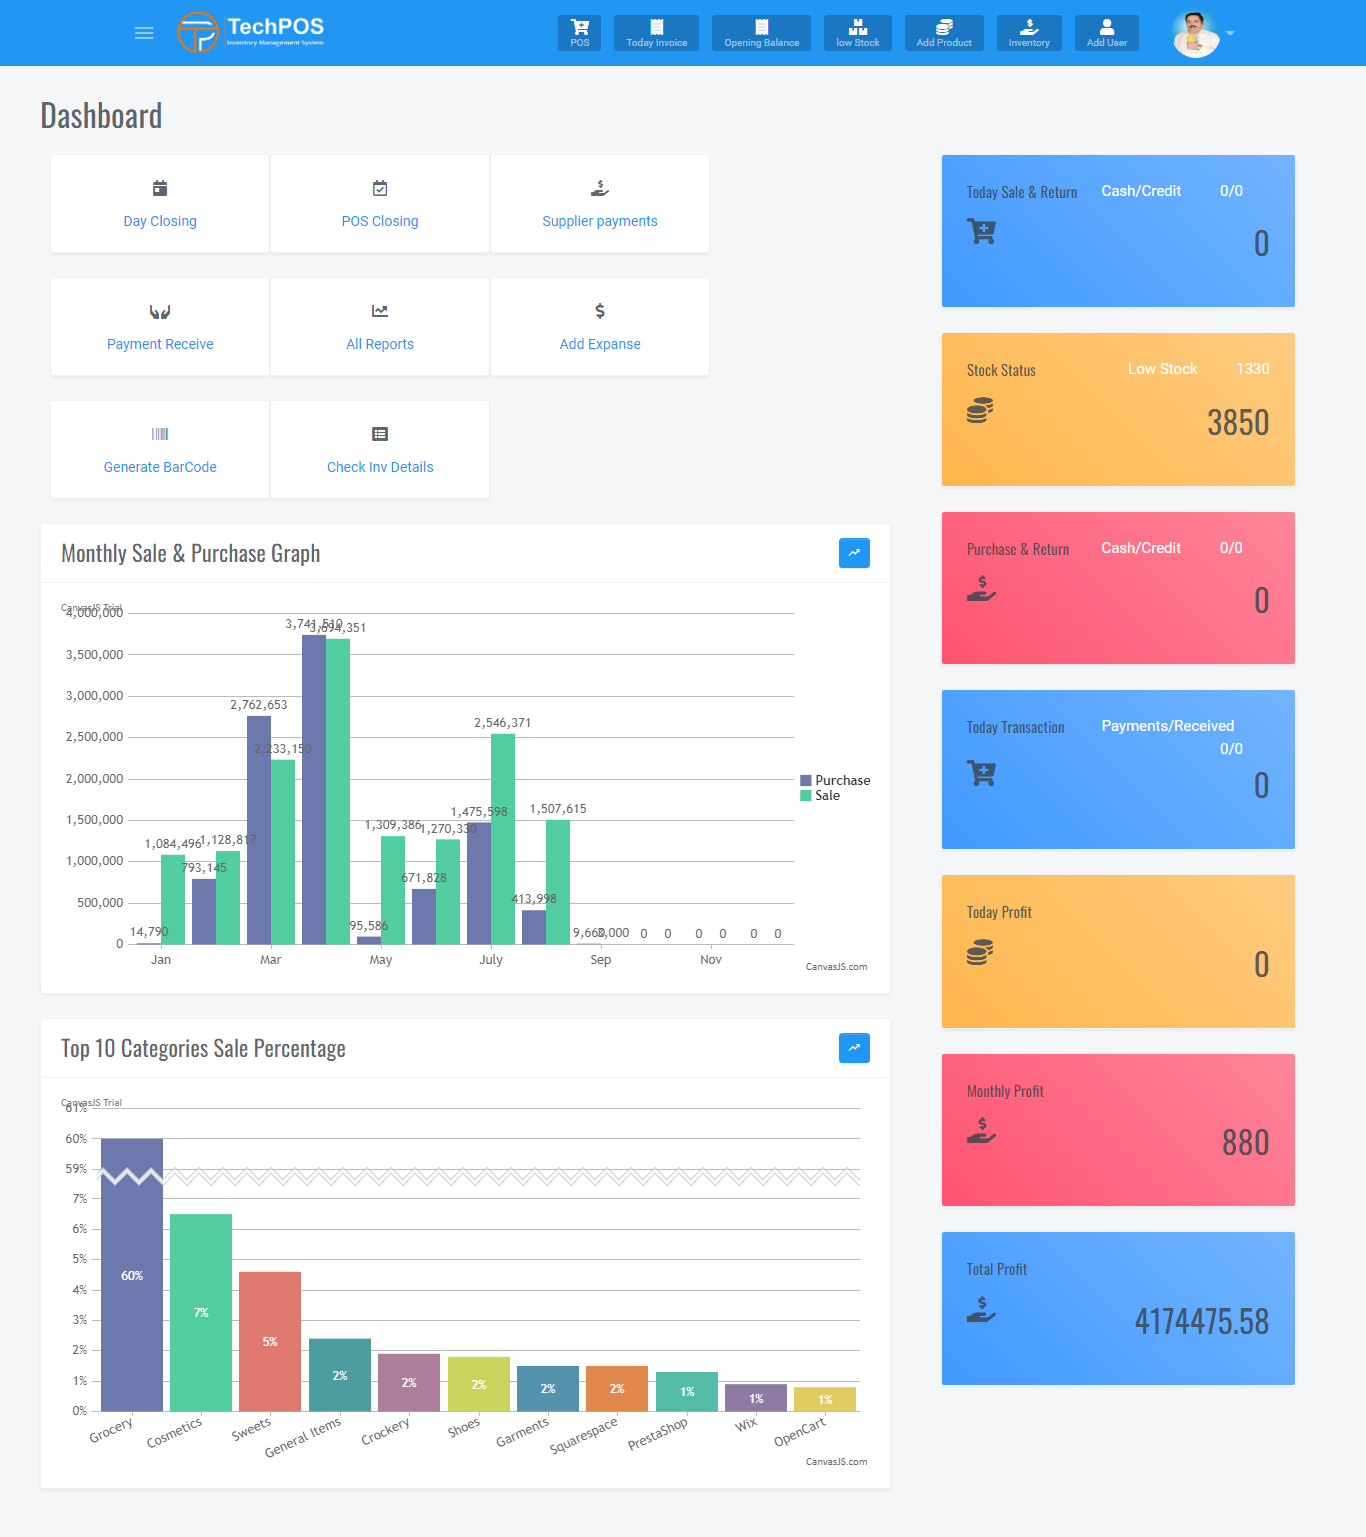 TechPOS
Inventory Management System
POS
Today Invoice
Opening Balance
low Stock
Add Product
Inventory
Add User
Dashboard
Day Closing
POS Closing
Supplier payments
Payment Receive
All Reports
Add Expanse
Generate BarCode
Check Inv Details
Today Sale & Return Cash/Credit 0/0
0
Stock Status Low Stock 1330
3850
Purchase & Return Cash/Credit 0/0
0
Today Transaction Payments/Received
0/0
0
Today Profit
0
Monthly Profit
880
Total Profit
4174475.58
Monthly Sale & Purchase Graph
CanvasJS Trial
4,000,000
3,500,000
3,000,000
2,500,000
2,000,000
1,500,000
1,000,000
500,000
0
14,790
1,084,496
793,145
1,128,817
2,762,653
2,233,150
3,741,510
3,694,351
95,586
1,309,386
671,828
1,270,330
1,475,598
2,546,371
413,998
1,507,615
9,660
3,000
0 0 0 0 0 0
Jan Mar May July Sep Nov
Purchase
Sale
CanvasJS.com
Top 10 Categories Sale Percentage
CanvasJS Trial
61%
60%
59%
7%
6%
5%
4%
3%
2%
1%
0%
60% 7% 5% 2% 2% 2% 2% 2% 1% 1% 1%
Grocery Cosmetics Sweets General Items Crockery Shoes Garments Squarespace PrestaShop Wix OpenCart
CanvasJS.com